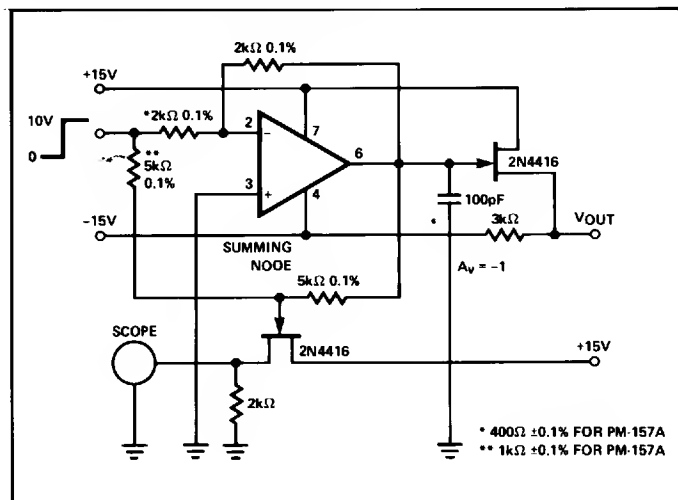 2kΩ 0.1%
+15V
10V
*2kΩ 0.1%
0
2
−
7
**
5kΩ
0.1%
6
2N4416
3
+
4
100pF
*
3kΩ
VOUT
−15V
SUMMING
NODE
AV = −1
5kΩ 0.1%
SCOPE
2N4416
+15V
2kΩ
* 400Ω ±0.1% FOR PM-157A
** 1kΩ ±0.1% FOR PM-157A